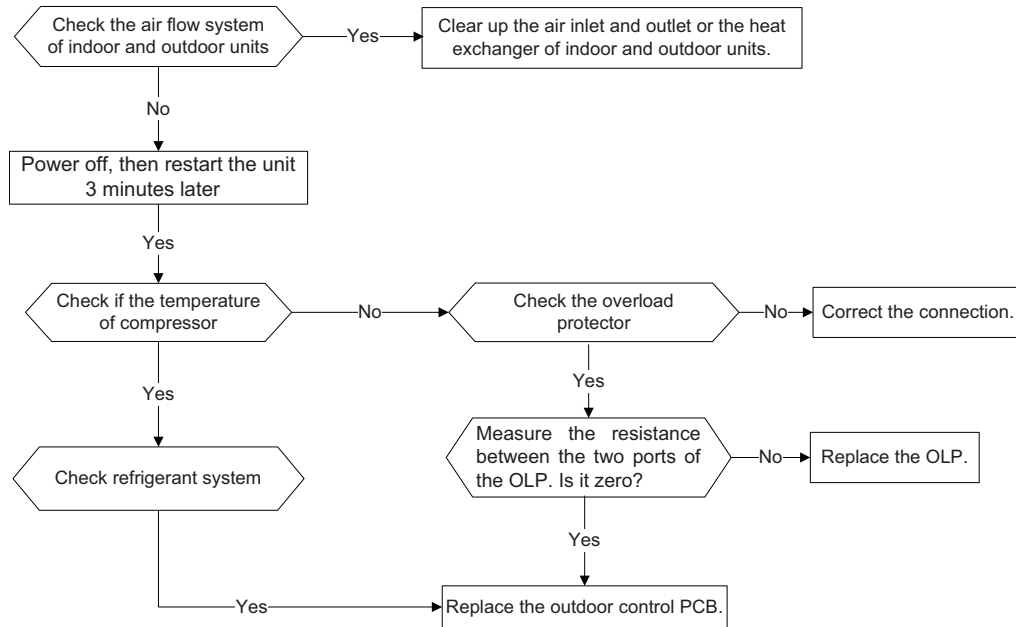 Check the air flow system
of indoor and outdoor units
Yes
Clear up the air inlet and outlet or the heat
exchanger of indoor and outdoor units.
No
Power off, then restart the unit
3 minutes later
Yes
Check if the temperature
of compressor
No
Check the overload
protector
No
Correct the connection.
Yes
Yes
Measure the resistance
between the two ports of
the OLP. Is it zero?
No
Replace the OLP.
Check refrigerant system
Yes
Yes
Replace the outdoor control PCB.